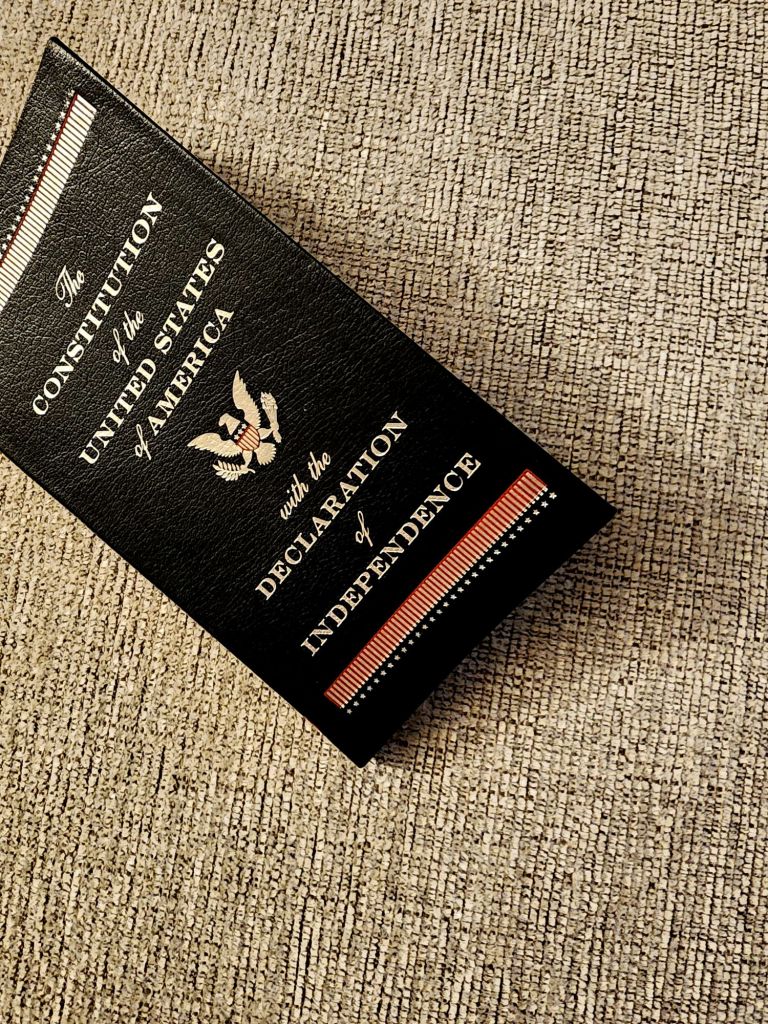 The
CONSTITUTION
of the
UNITED STATES
of AMERICA
with the
DECLARATION
of
INDEPENDENCE